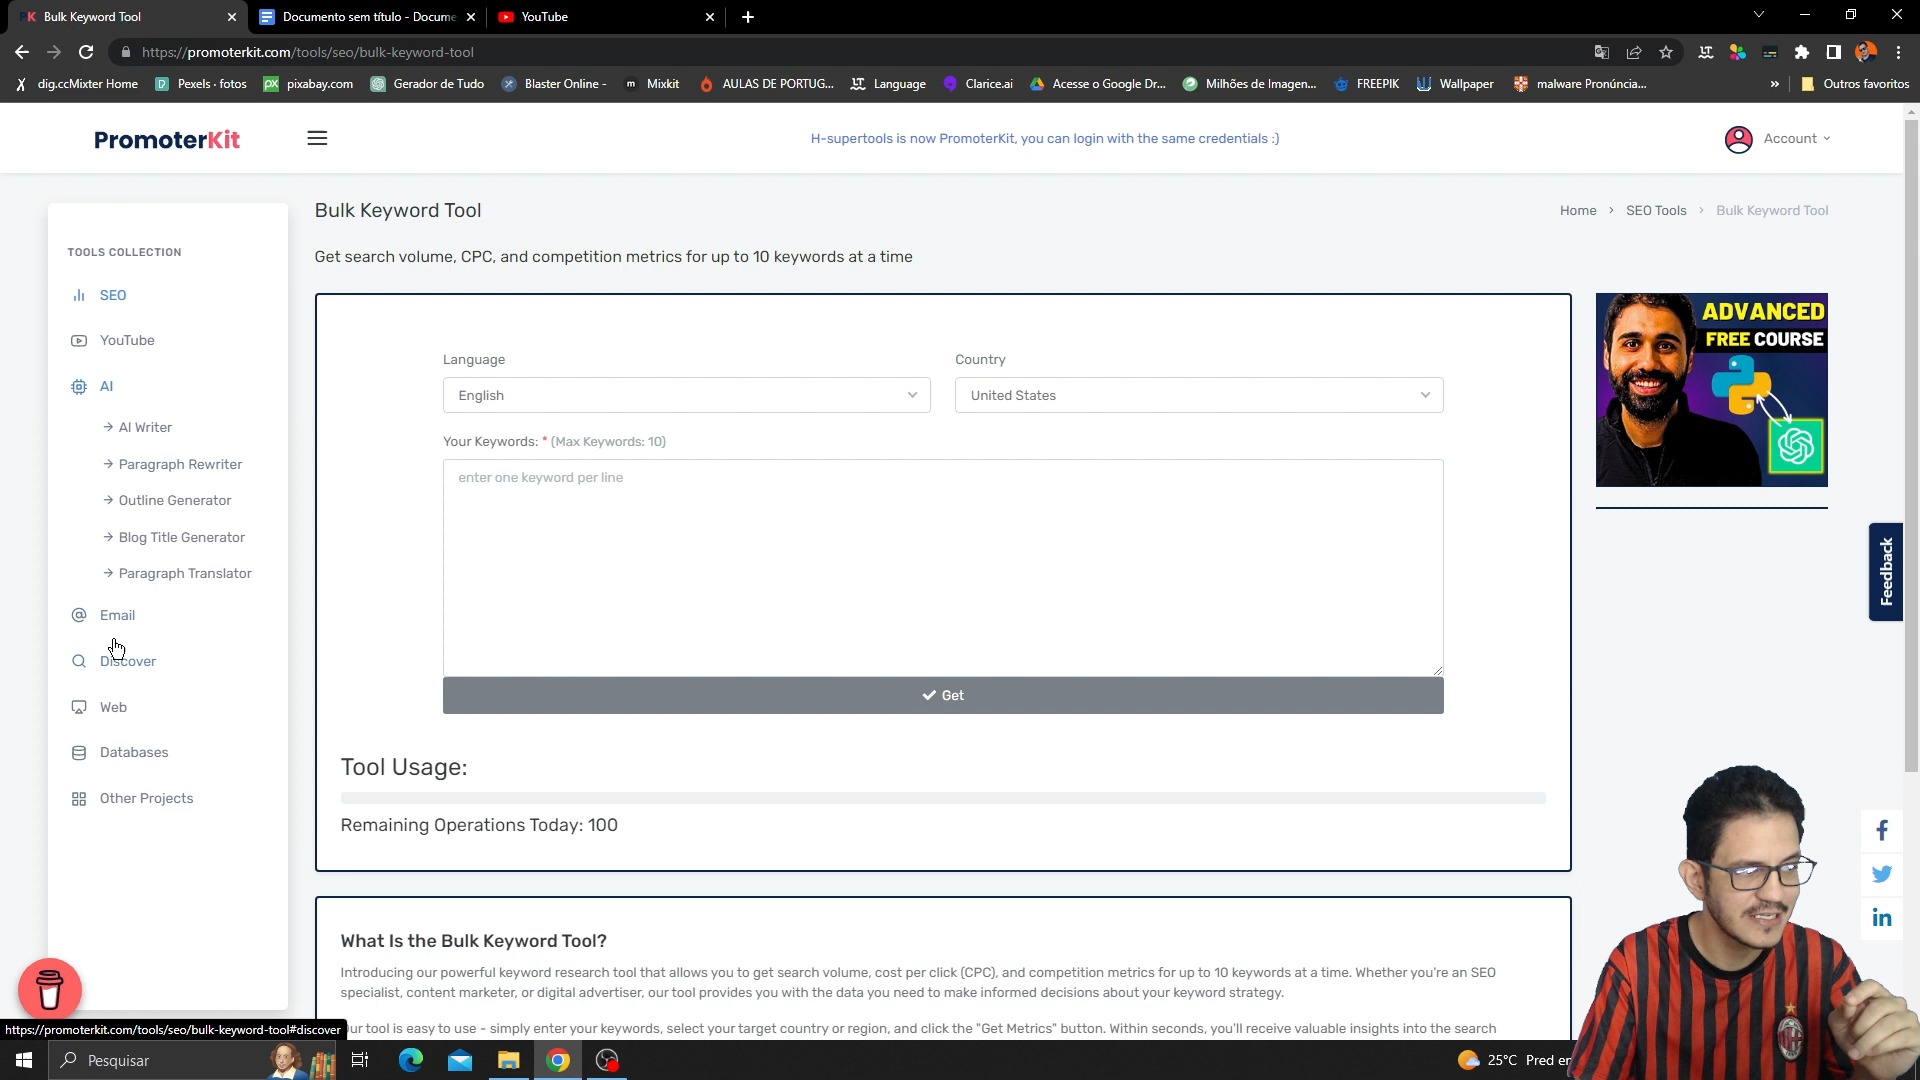 PK Bulk Keyword Tool
Documento sem título - Docume
YouTube
https://promoterkit.com/tools/seo/bulk-keyword-tool
dig.ccMixter Home
Pexels · fotos
px pixabay.com
Gerador de Tudo
Blaster Online -
m Mixkit
AULAS DE PORTUG...
LT Language
Clarice.ai
Acesse o Google Dr...
Milhões de Imagen...
FREEPIK
Wallpaper
malware Pronúncia...
»
Outros favoritos
PromoterKit
H-supertools is now PromoterKit, you can login with the same credentials :)
Account
Bulk Keyword Tool
Home > SEO Tools > Bulk Keyword Tool
Get search volume, CPC, and competition metrics for up to 10 keywords at a time
TOOLS COLLECTION
SEO
YouTube
AI
→ AI Writer
→ Paragraph Rewriter
→ Outline Generator
→ Blog Title Generator
→ Paragraph Translator
Email
Discover
Web
Databases
Other Projects
Language
Country
English
United States
Your Keywords: * (Max Keywords: 10)
enter one keyword per line
Get
Tool Usage:
Remaining Operations Today: 100
ADVANCED
FREE COURSE
Feedback
What Is the Bulk Keyword Tool?
Introducing our powerful keyword research tool that allows you to get search volume, cost per click (CPC), and competition metrics for up to 10 keywords at a time. Whether you're an SEO
specialist, content marketer, or digital advertiser, our tool provides you with the data you need to make informed decisions about your keyword strategy.
ur tool is easy to use - simply enter your keywords, select your target country or region, and click the "Get Metrics" button. Within seconds, you'll receive valuable insights into the search
https://promoterkit.com/tools/seo/bulk-keyword-tool#discover
Pesquisar
25°C Pred en